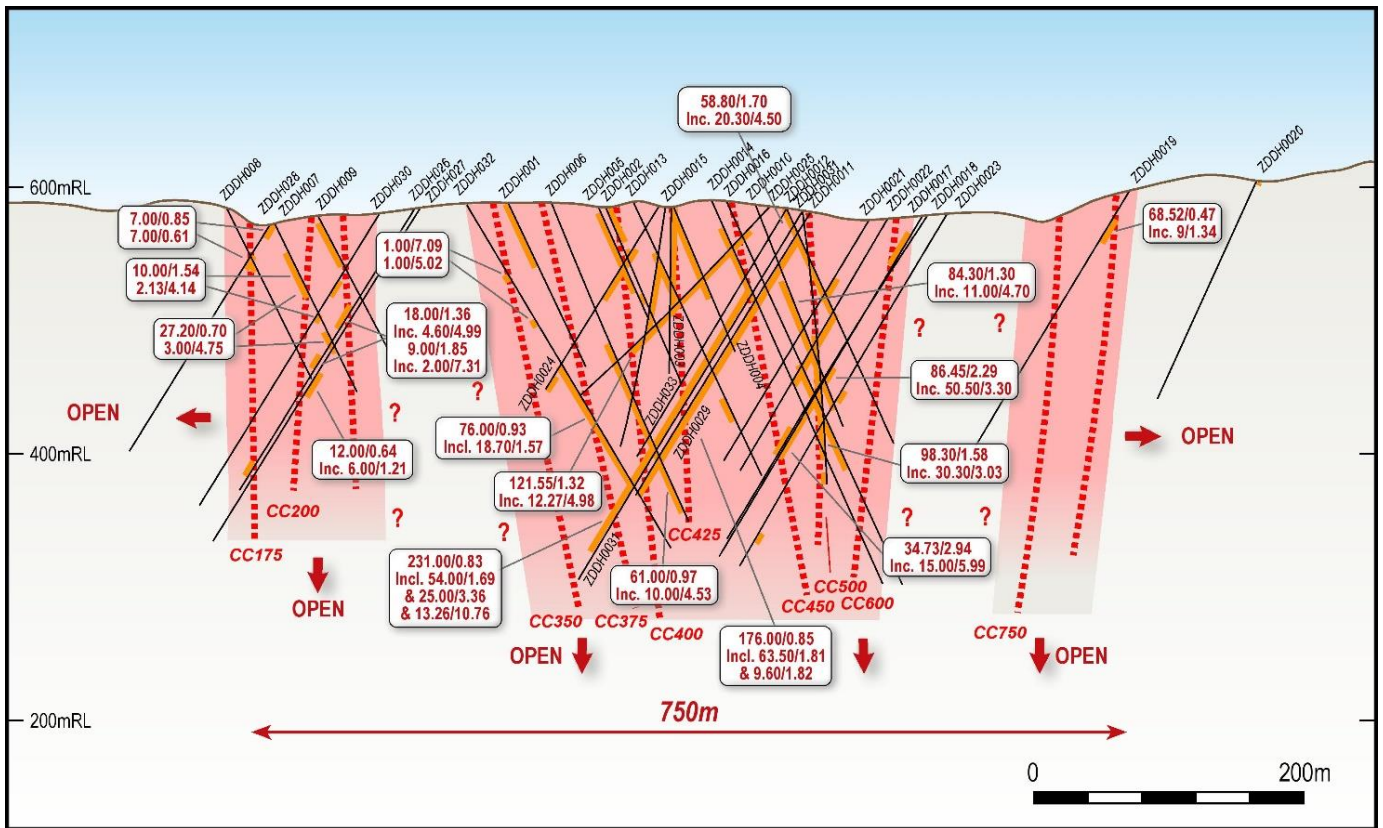 58.80/1.70
Inc. 20.30/4.50
ZDDH008
ZDDH028
ZDDH007
ZDDH009
ZDDH030
ZDDH026
ZDDH027
ZDDH032
ZDDH001
ZDDH006
ZDDH005
ZDDH002
ZDDH013
ZDDH0015
ZDDH0014
ZDDH0016
ZDDH0010
ZDDH0025
ZDDH0012
ZDDH0011
ZDDH0021
ZDDH0022
ZDDH0017
ZDDH0018
ZDDH0023
ZDDH0019
ZDDH0020
600mRL
7.00/0.85
7.00/0.61
68.52/0.47
Inc. 9/1.34
1.00/7.09
1.00/5.02
10.00/1.54
2.13/4.14
84.30/1.30
Inc. 11.00/4.70
27.20/0.70
3.00/4.75
18.00/1.36
Inc. 4.60/4.99
9.00/1.85
Inc. 2.00/7.31
?
?
ZDDH0024
ZDDH033
ZDDH004
ZDDH0029
86.45/2.29
Inc. 50.50/3.30
?
?
OPEN
OPEN
76.00/0.93
Incl. 18.70/1.57
12.00/0.64
Inc. 6.00/1.21
400mRL
98.30/1.58
Inc. 30.30/3.03
121.55/1.32
Inc. 12.27/4.98
CC200
?
?
?
?
CC425
CC175
34.73/2.94
Inc. 15.00/5.99
231.00/0.83
Incl. 54.00/1.69
& 25.00/3.36
& 13.26/10.76
ZDDH0031
61.00/0.97
Inc. 10.00/4.53
OPEN
CC500
CC450
CC600
CC350
CC375
CC400
CC750
176.00/0.85
Incl. 63.50/1.81
& 9.60/1.82
OPEN
OPEN
750m
200mRL
0
200m